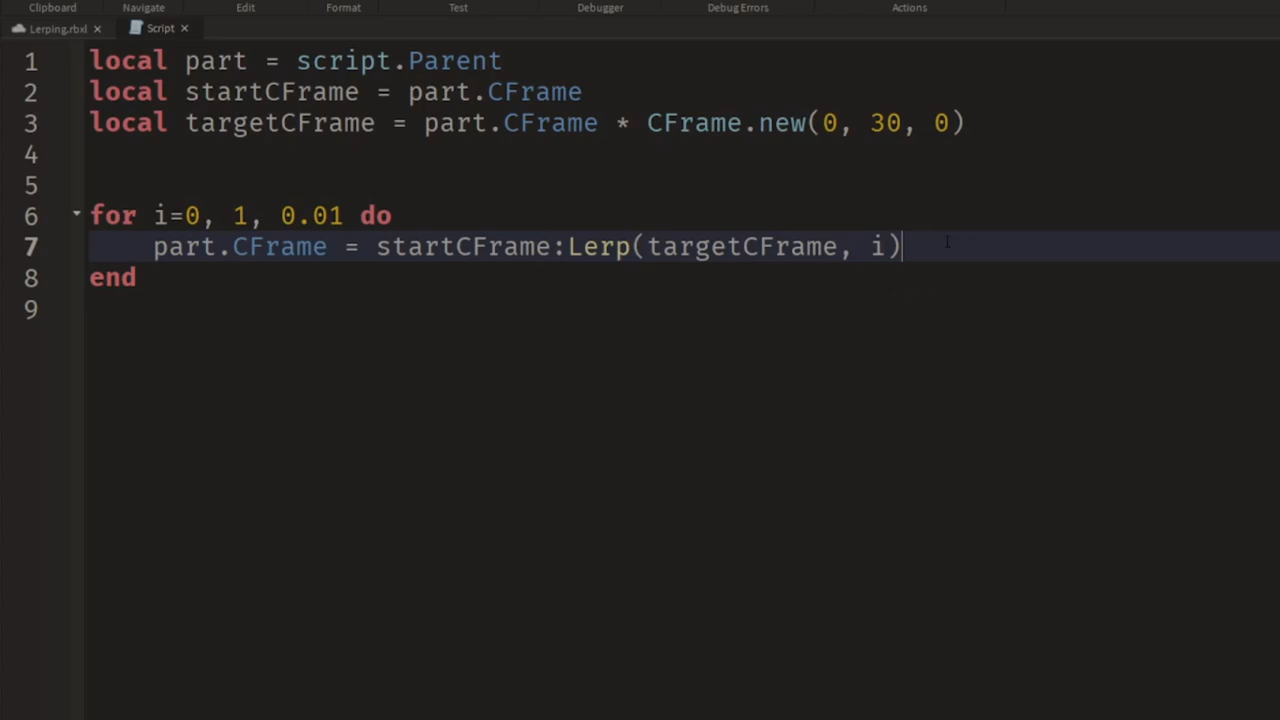 Clipboard Navigate Edit Format Test Debugger Debug Errors Actions
Lerping.rbxl × Script ×
1 local part = script.Parent
2 local startCFrame = part.CFrame
3 local targetCFrame = part.CFrame * CFrame.new(0, 30, 0)
4
5
6 for i=0, 1, 0.01 do
7     part.CFrame = startCFrame:Lerp(targetCFrame, i)
8 end
9